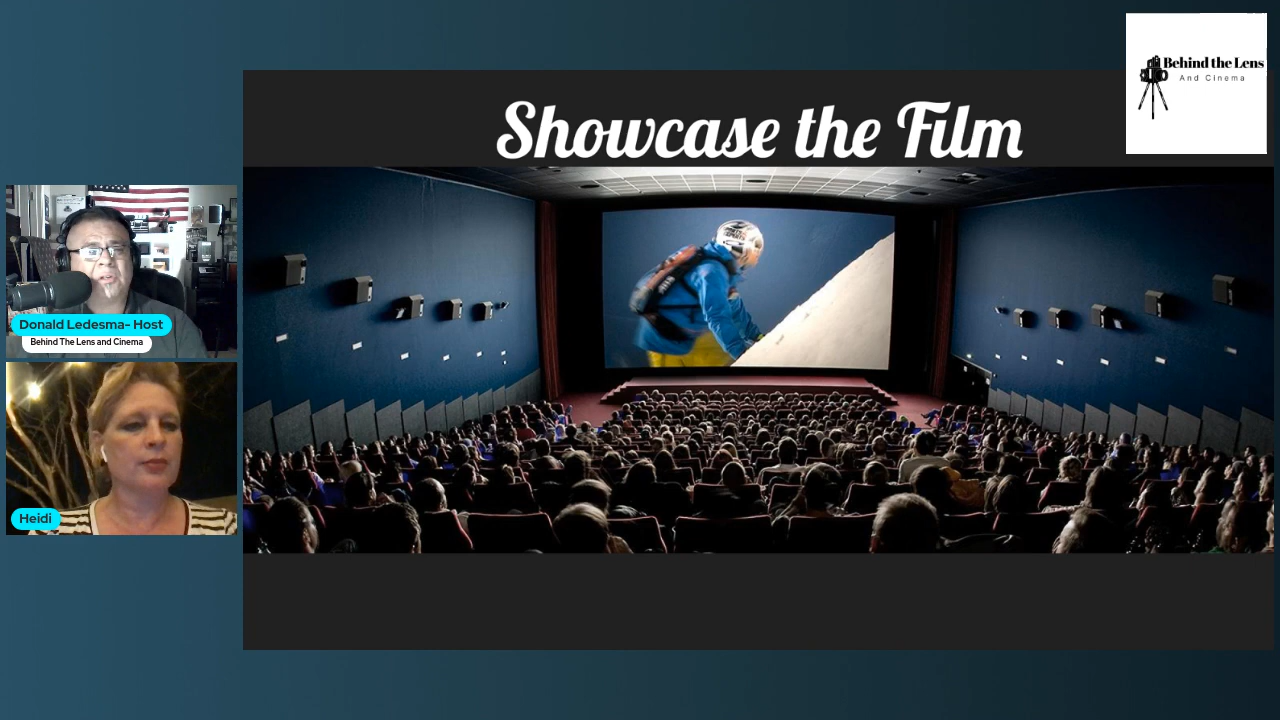 Behind the Lens
And Cinema
Showcase the Film
Donald Ledesma- Host
Behind The Lens and Cinema
Heidi